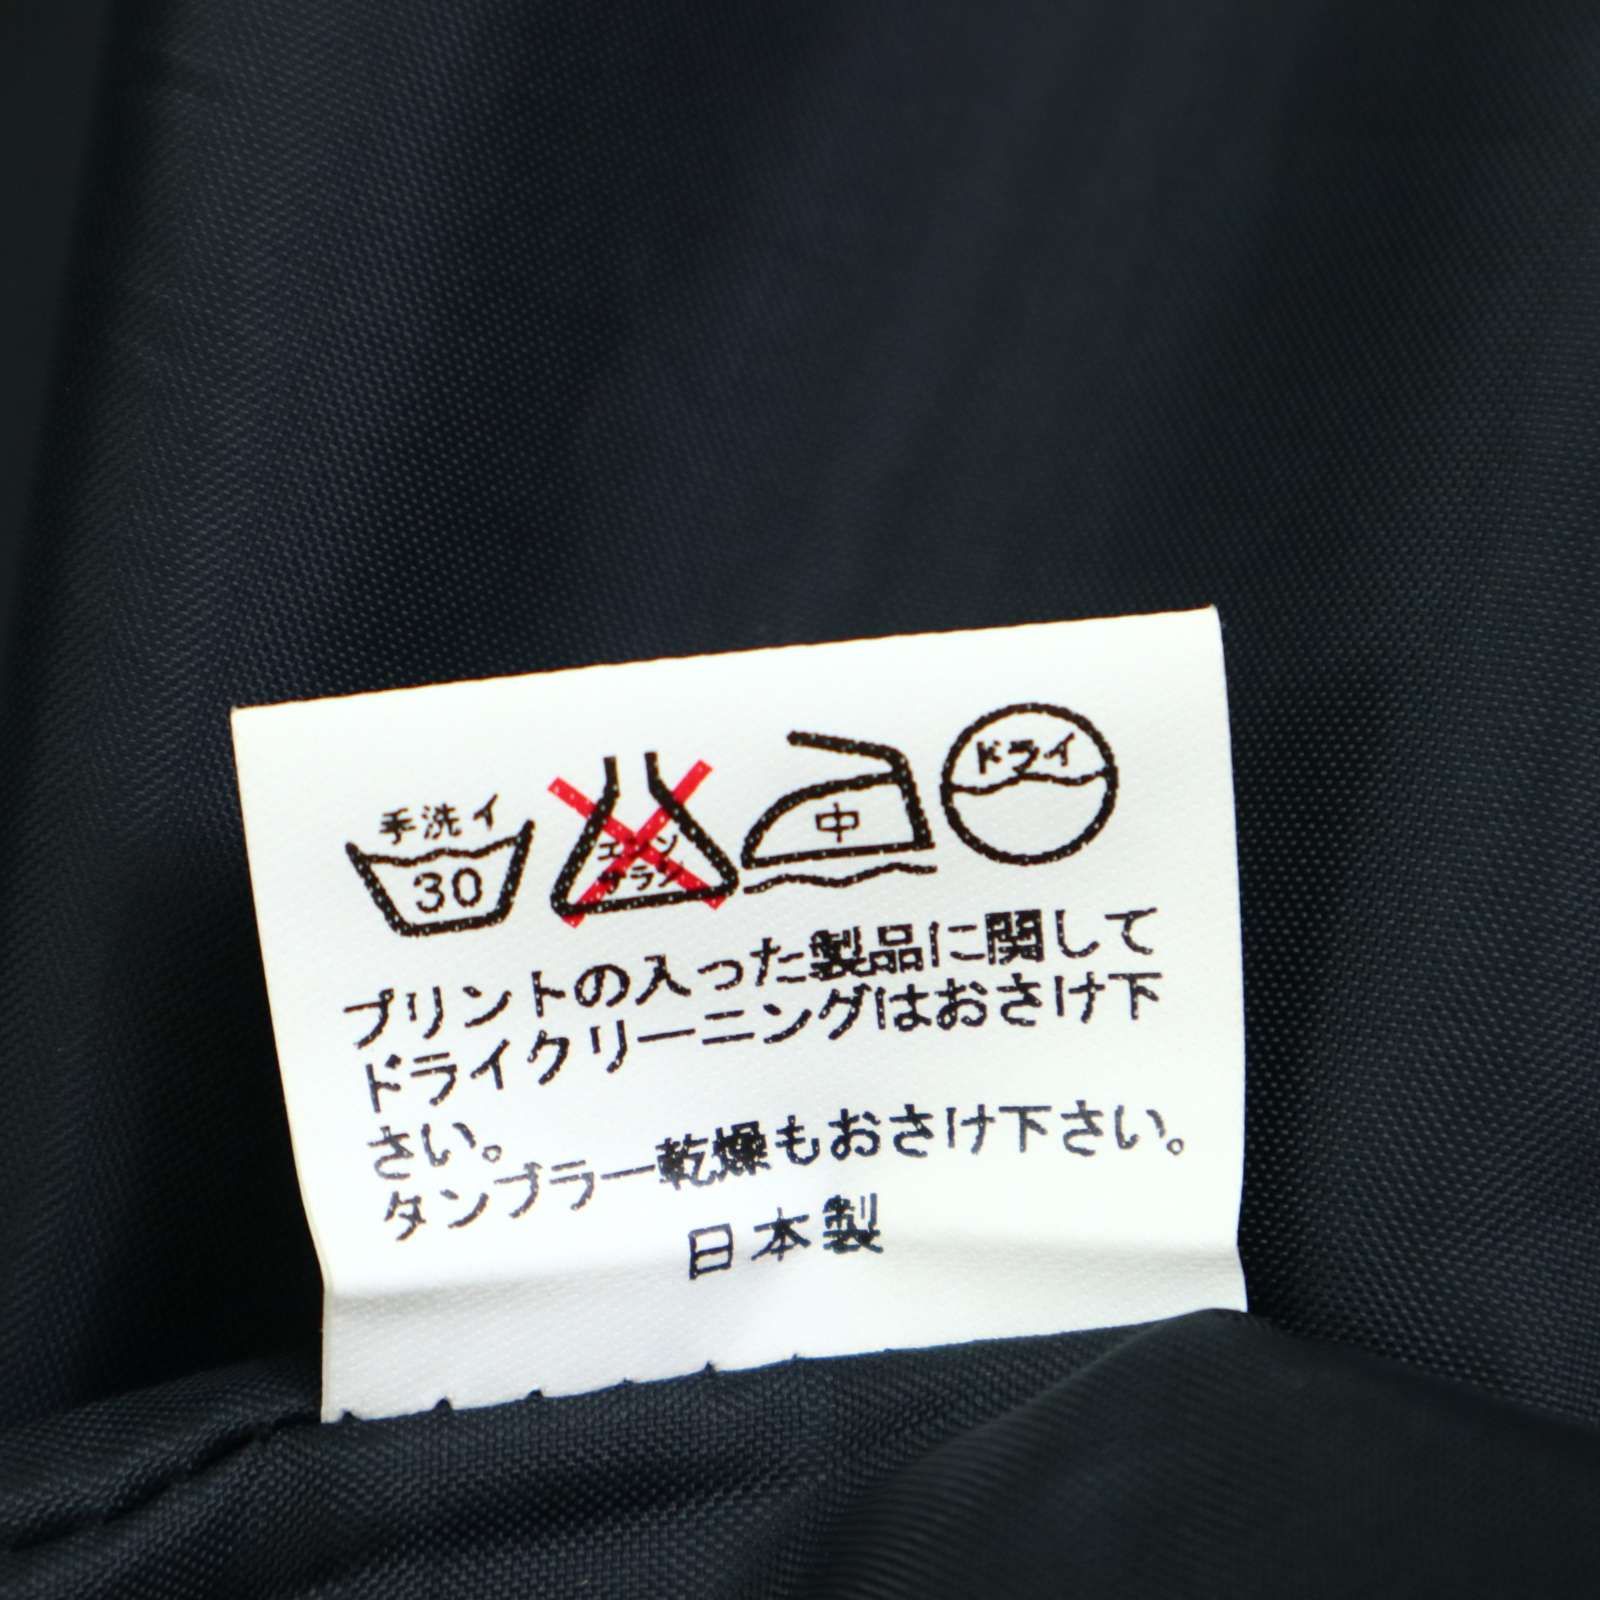 手洗イ
30
エンソ
サラシ
中
ドライ
プリントの入った製品に関して
ドライクリーニングはおさけ下
さい。
タンブラー乾燥もおさけ下さい。
日本製